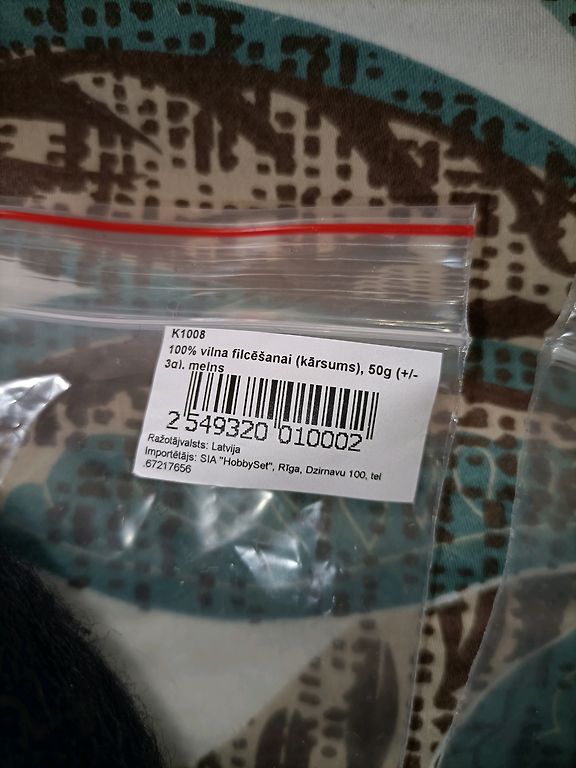 K1008
100% vilna filcēšanai (kārsums), 50g (+/-
3g), melns
2 549320 010002
Ražotājvalsts: Latvija
Importētājs: SIA "HobbySet", Rīga, Dzirnavu 100, tel
.67217656